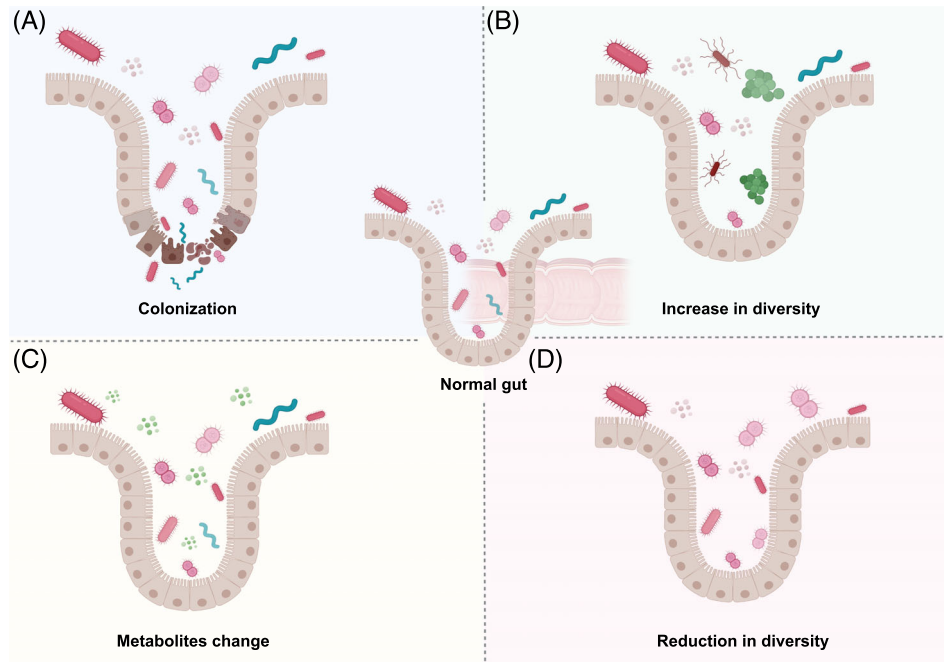 (A)
(B)
Colonization
Increase in diversity
Normal gut
(C)
(D)
Metabolites change
Reduction in diversity